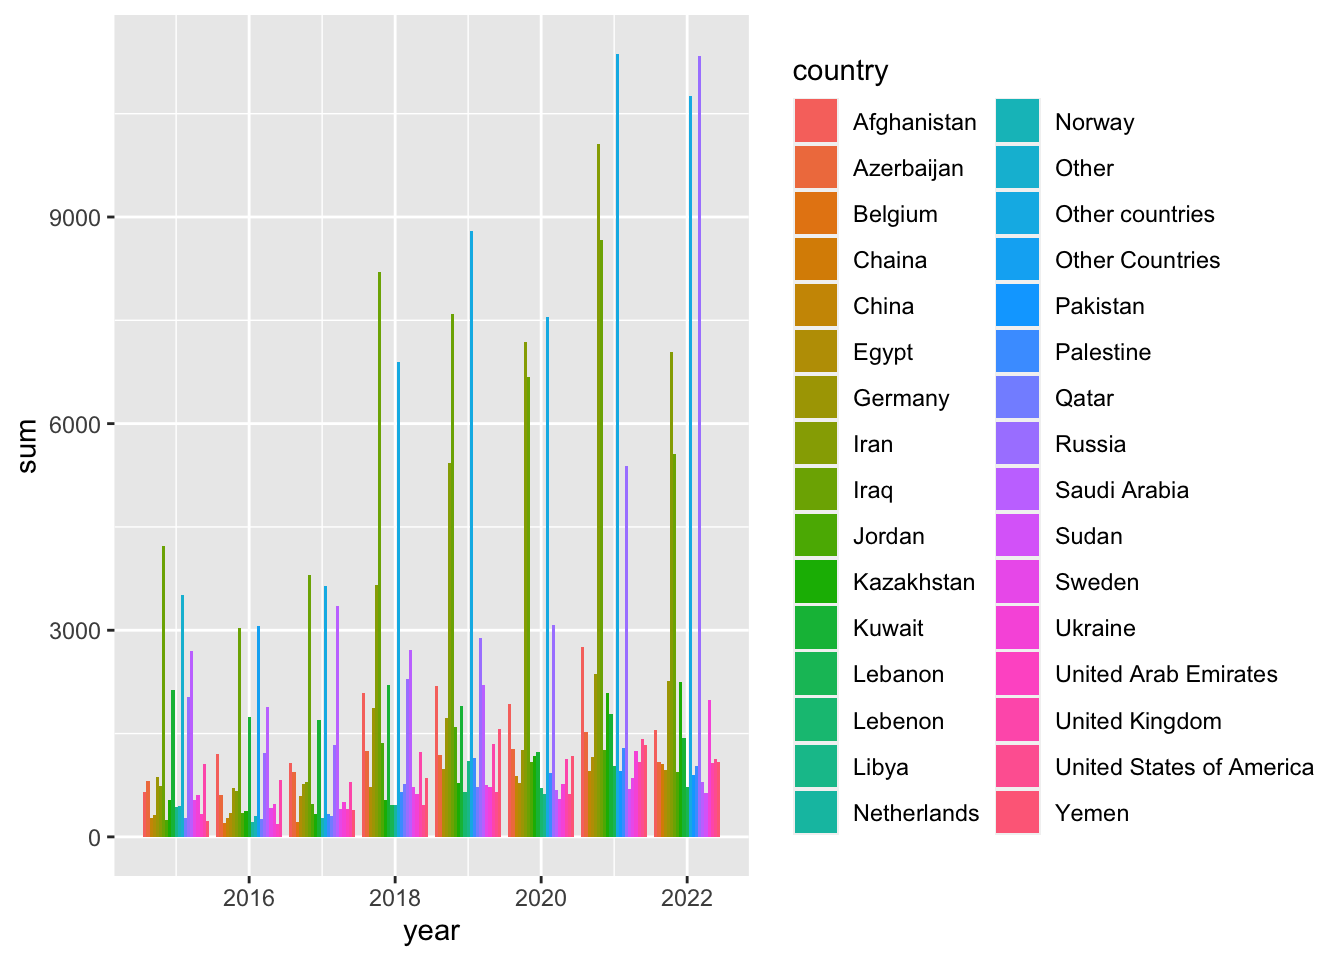 country
Afghanistan
Azerbaijan
Belgium
Chaina
China
Egypt
Germany
Iran
Iraq
Jordan
Kazakhstan
Kuwait
Lebanon
Lebenon
Libya
Netherlands
Norway
Other
Other countries
Other Countries
Pakistan
Palestine
Qatar
Russia
Saudi Arabia
Sudan
Sweden
Ukraine
United Arab Emirates
United Kingdom
United States of America
Yemen
sum
9000
6000
3000
0
2016 2018 2020 2022
year